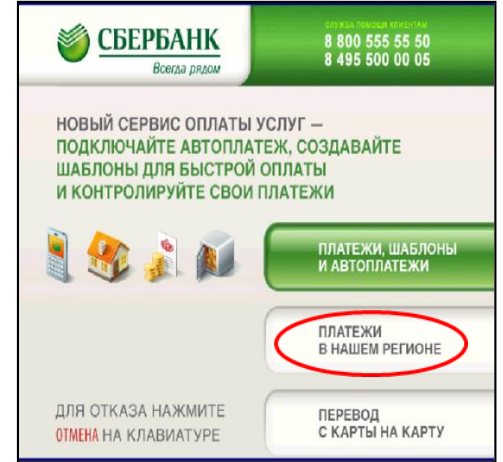 СБЕРБАНК
Всегда рядом
СЛУЖБА ПОМОЩИ КЛИЕНТАМ
8 800 555 55 50
8 495 500 00 05
НОВЫЙ СЕРВИС ОПЛАТЫ УСЛУГ —
ПОДКЛЮЧАЙТЕ АВТОПЛАТЕЖ, СОЗДАВАЙТЕ
ШАБЛОНЫ ДЛЯ БЫСТРОЙ ОПЛАТЫ
И КОНТРОЛИРУЙТЕ СВОИ ПЛАТЕЖИ
ПЛАТЕЖИ, ШАБЛОНЫ
И АВТОПЛАТЕЖИ
ПЛАТЕЖИ
В НАШЕМ РЕГИОНЕ
ДЛЯ ОТКАЗА НАЖМИТЕ
ОТМЕНА НА КЛАВИАТУРЕ
ПЕРЕВОД
С КАРТЫ НА КАРТУ